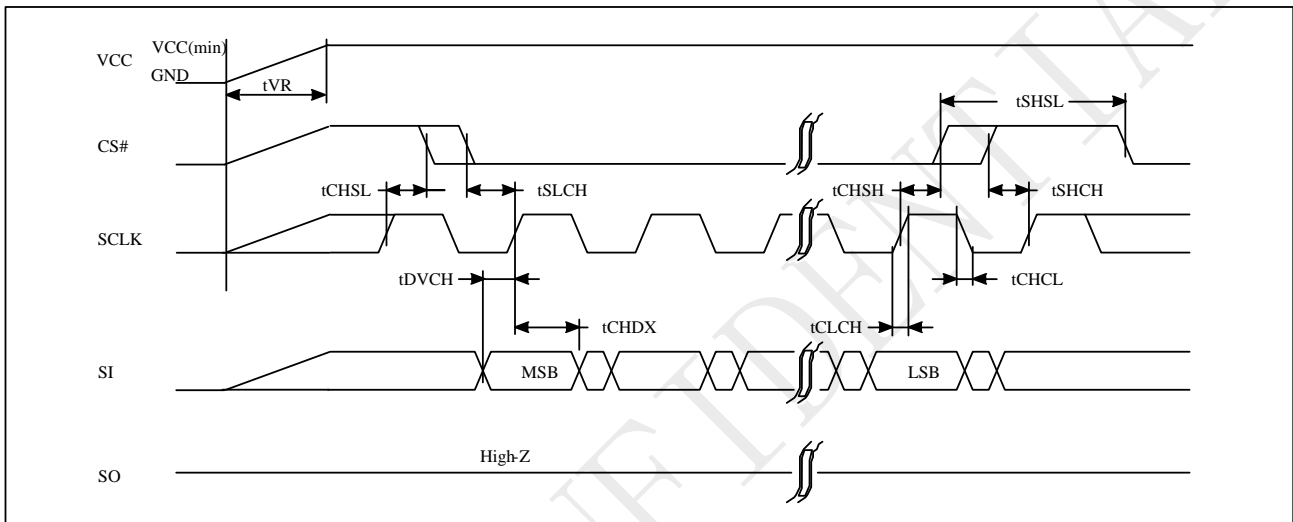 VCC VCC(min)
GND
tVR
tSHSL
CS#
tCHSL tSLCH tCHSH tSHCH
SCLK
tDVCH tCHCL
tCHDX tCLCH
SI MSB LSB
High-Z
SO